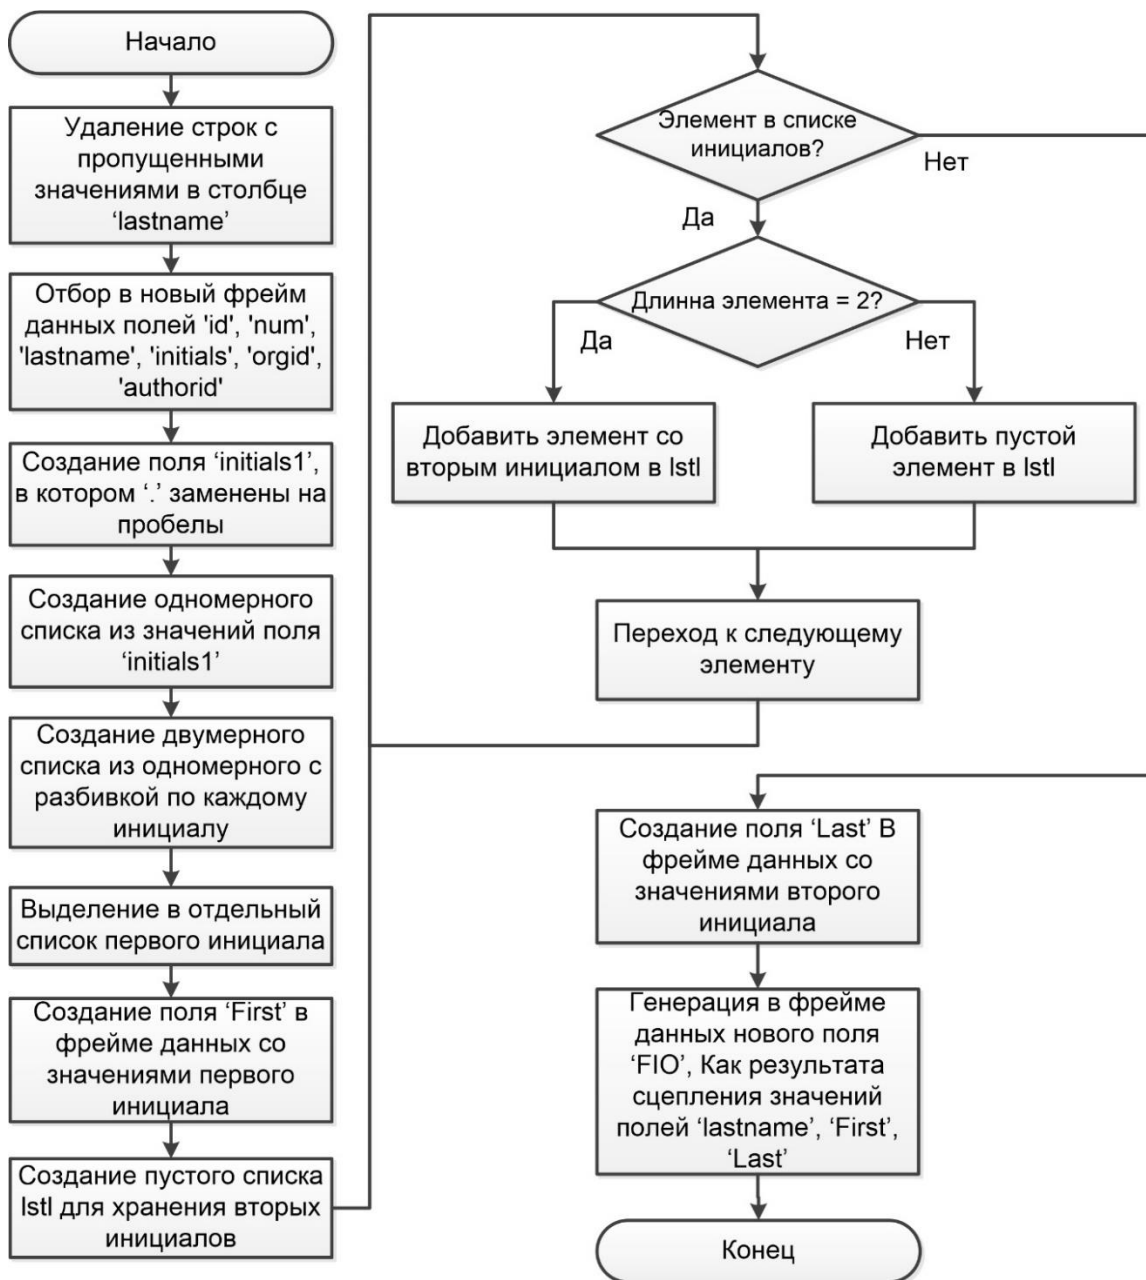 Начало
Удаление строк с
пропущенными
значениями в столбце
‘lastname’
Отбор в новый фрейм
данных полей 'id', 'num',
'lastname', 'initials', 'orgid',
'authorid'
Создание поля ‘initials1’,
в котором ‘.’ заменены на
пробелы
Создание одномерного
списка из значений поля
‘initials1’
Создание двумерного
списка из одномерного с
разбивкой по каждому
инициалу
Выделение в отдельный
список первого инициала
Создание поля ‘First’ в
фрейме данных со
значениями первого
инициала
Создание пустого списка
lstl для хранения вторых
инициалов
Элемент в списке
инициалов?
Нет
Да
Длинна элемента = 2?
Да
Нет
Добавить элемент со
вторым инициалом в lstl
Добавить пустой
элемент в lstl
Переход к следующему
элементу
Создание поля ‘Last’ В
фрейме данных со
значениями второго
инициала
Генерация в фрейме
данных нового поля
‘FIO’, Как результата
сцепления значений
полей ‘lastname’, ‘First’,
‘Last’
Конец